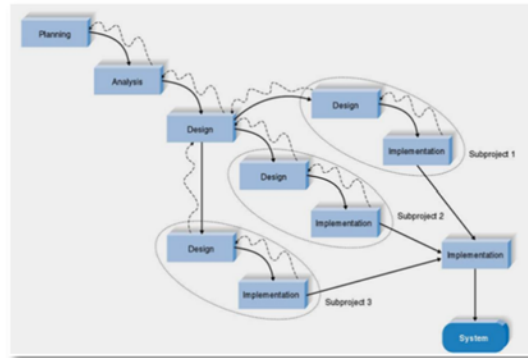 Planning
Analysis
Design
Design
Implementation
Subproject 1
Design
Implementation
Subproject 2
Design
Implementation
Subproject 3
Implementation
System